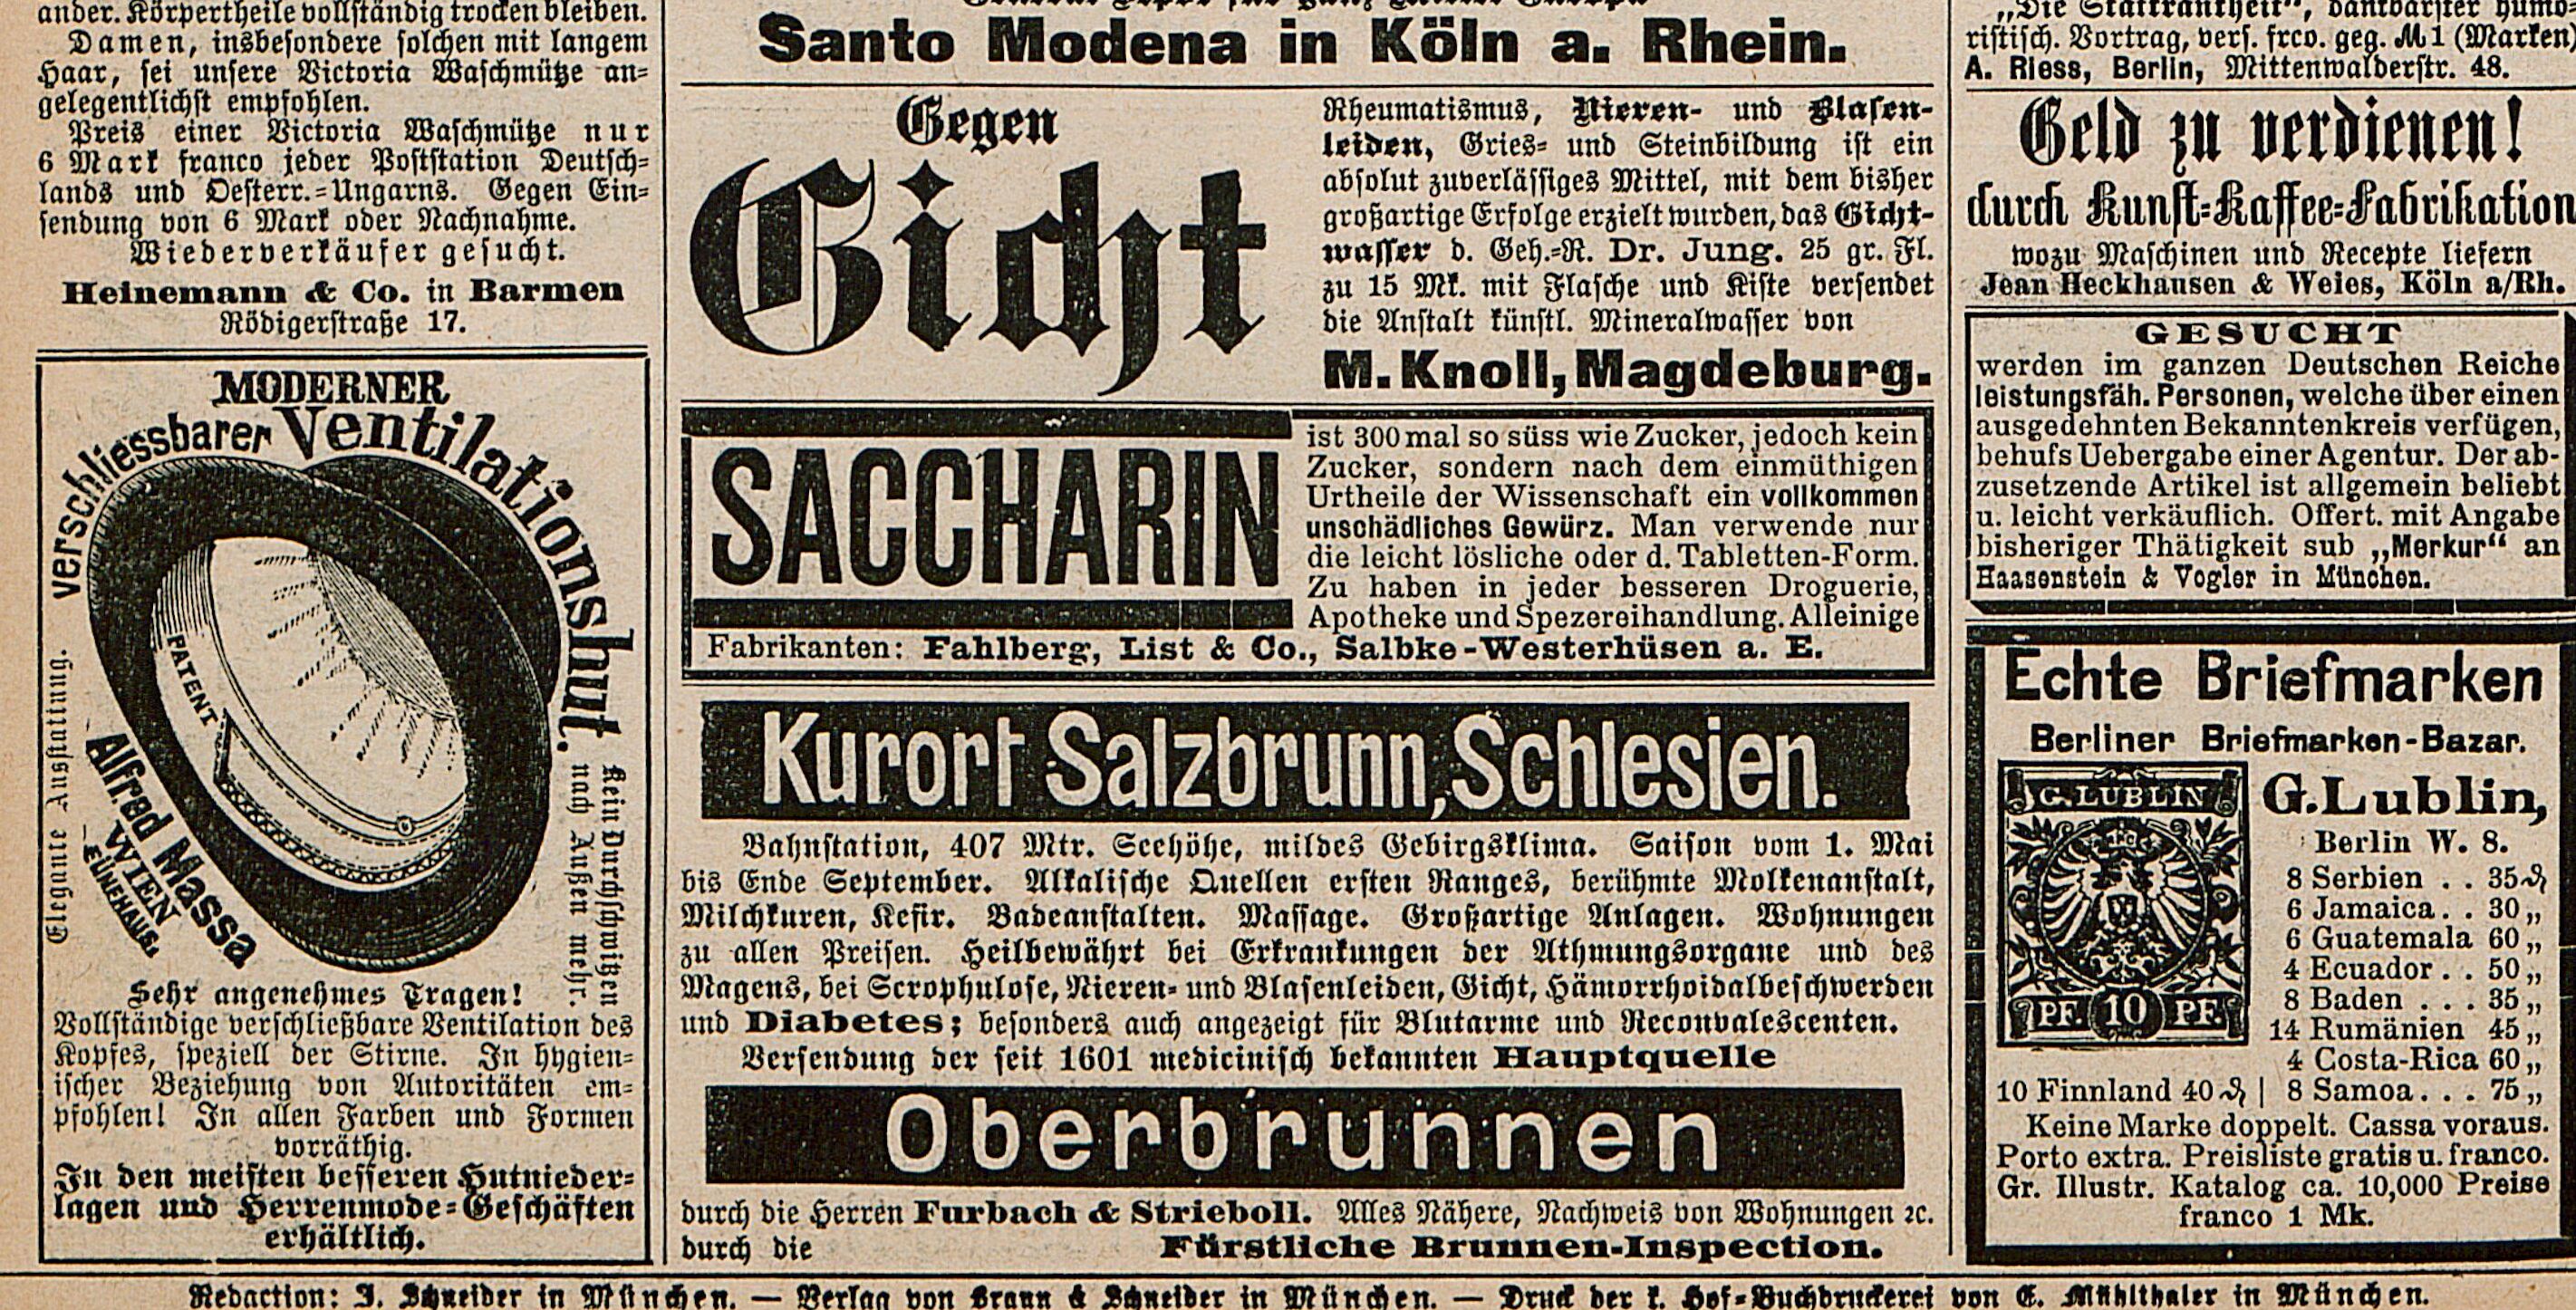 ander. Körpertheile vollständig trocken bleiben.
Damen, insbesondere solchen mit langem
Haar, sei unsere Victoria Waschmütze an-
gelegentlichst empfohlen.
Preis einer Victoria Waschmütze nur
6 Mark franco jeder Poststation Deutsch-
lands und Oesterr.-Ungarns. Gegen Ein-
sendung von 6 Mark oder Nachnahme.
Wiederverkäufer gesucht.
Heinemann & Co. in Barmen
Rödigerstraße 17.
MODERNER
verschliessbarer Ventilationshut.
PATENT
Elegante Ausstattung.
Alfred Massa
WIEN
FÜNFHAUS,
Kein Durchschwitzen
nach Außen mehr.
Sehr angenehmes Tragen!
Vollständige verschließbare Ventilation des
Kopfes, speziell der Stirne. In hygien-
ischer Beziehung von Autoritäten em-
pfohlen! In allen Farben und Formen
vorräthig.
In den meisten besseren Hutnieder-
lagen und Herrenmode-Geschäften
erhältlich.
Santo Modena in Köln a. Rhein.
Gegen
Gicht
Rheumatismus, Nieren- und Blasen-
leiden, Gries- und Steinbildung ist ein
absolut zuverlässiges Mittel, mit dem bisher
großartige Erfolge erzielt wurden, das Gicht-
wasser d. Geh.-R. Dr. Jung. 25 gr. Fl.
zu 15 Mk. mit Flasche und Kiste versendet
die Anstalt künstl. Mineralwasser von
M. Knoll, Magdeburg.
SACCHARIN
ist 300 mal so süss wie Zucker, jedoch kein
Zucker, sondern nach dem einmüthigen
Urtheile der Wissenschaft ein vollkommen
unschädliches Gewürz. Man verwende nur
die leicht lösliche oder d. Tabletten-Form.
Zu haben in jeder besseren Droguerie,
Apotheke und Spezereihandlung. Alleinige
Fabrikanten: Fahlberg, List & Co., Salbke-Westerhüsen a. E.
Kurort Salzbrunn, Schlesien.
Bahnstation, 407 Mtr. Seehöhe, mildes Gebirgsklima. Saison vom 1. Mai
bis Ende September. Alkalische Quellen ersten Ranges, berühmte Molkenanstalt,
Milchkuren, Kefir. Badeanstalten. Massage. Großartige Anlagen. Wohnungen
zu allen Preisen. Heilbewährt bei Erkrankungen der Athmungsorgane und des
Magens, bei Scrophulose, Nieren- und Blasenleiden, Gicht, Hämorrhoidalbeschwerden
und Diabetes; besonders auch angezeigt für Blutarme und Reconvalescenten.
Versendung der seit 1601 medicinisch bekannten Hauptquelle
Oberbrunnen
durch die Herren Furbach & Strieboll. Alles Nähere, Nachweis von Wohnungen ꝛc.
durch die Fürstliche Brunnen-Inspection.
ristisch. Vortrag, vers. frco. geg. M 1 (Marken)
A. Riess, Berlin, Mittenwalderstr. 48.
Geld zu verdienen!
durch Kunst-Kaffee-Fabrikation
wozu Maschinen und Recepte liefern
Jean Heckhausen & Weies, Köln a/Rh.
GESUCHT
werden im ganzen Deutschen Reiche
leistungsfäh. Personen, welche über einen
ausgedehnten Bekanntenkreis verfügen,
behufs Uebergabe einer Agentur. Der ab-
zusetzende Artikel ist allgemein beliebt
u. leicht verkäuflich. Offert. mit Angabe
bisheriger Thätigkeit sub „Merkur“ an
Haasenstein & Vogler in München.
Echte Briefmarken
Berliner Briefmarken-Bazar.
G. LUBLIN
PF. 10 PF.
G. Lublin,
Berlin W. 8.
8 Serbien . . 35 ₰
6 Jamaica . . 30 „
6 Guatemala 60 „
4 Ecuador . . 50 „
8 Baden . . . 35 „
14 Rumänien 45 „
4 Costa-Rica 60 „
10 Finnland 40 ₰ | 8 Samoa . . . 75 „
Keine Marke doppelt. Cassa voraus.
Porto extra. Preisliste gratis u. franco.
Gr. Illustr. Katalog ca. 10,000 Preise
franco 1 Mk.
Redaction: J. Schneider in München. — Verlag von Braun & Schneider in München. — Druck der k. Hof-Buchdruckerei von E. Mühlthaler in München.